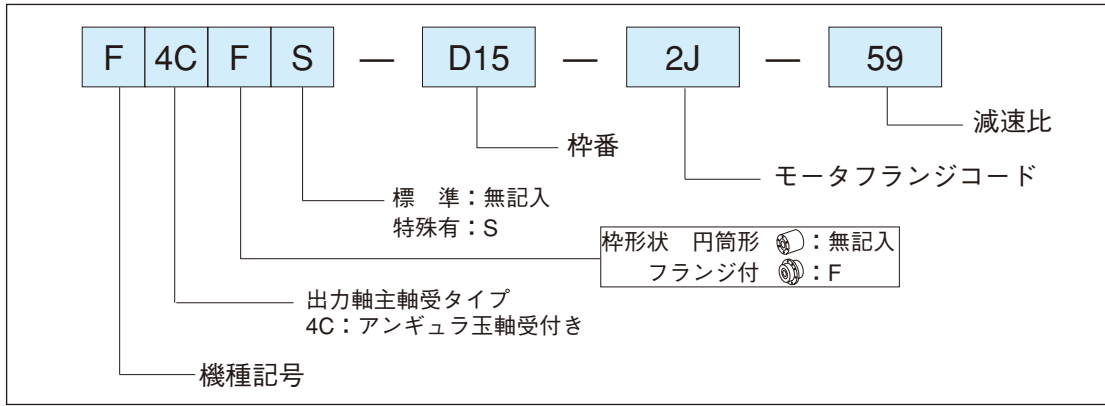 F 4C F S — D15 — 2J — 59
減速比
枠番
モータフランジコード
標　準：無記入
特殊有：S
枠形状　円筒形　：無記入
フランジ付　：F
出力軸主軸受タイプ
4C：アンギュラ玉軸受付き
機種記号